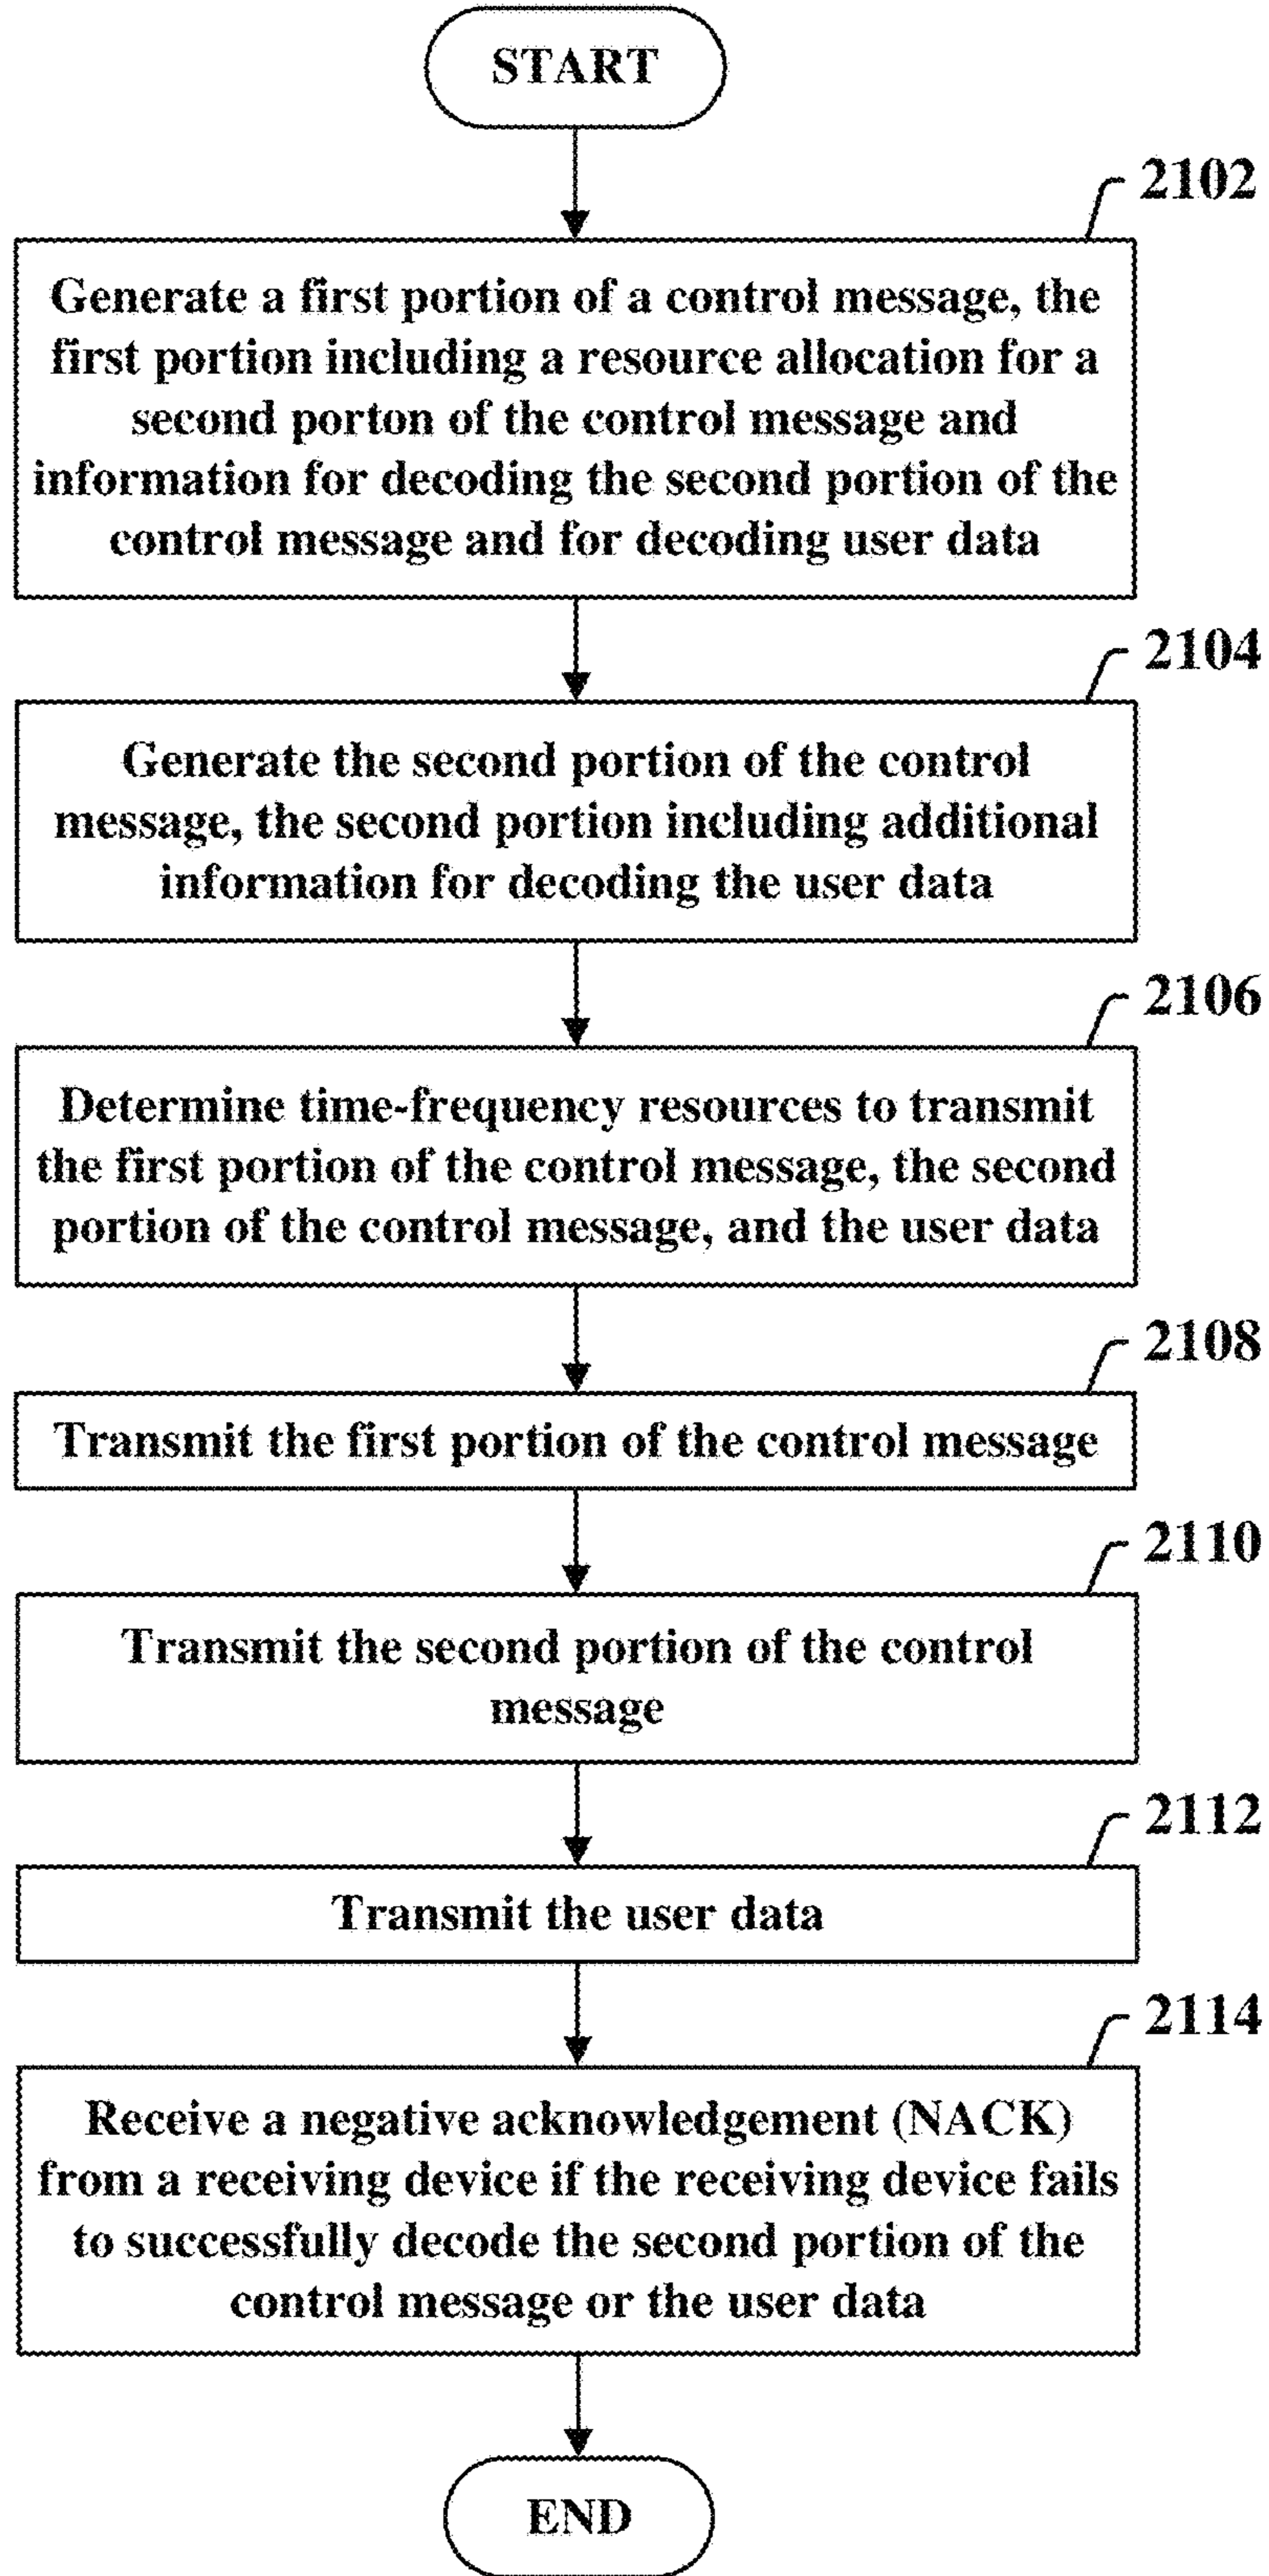 START
2102
Generate a first portion of a control message, the
first portion including a resource allocation for a
second porton of the control message and
information for decoding the second portion of the
control message and for decoding user data
2104
Generate the second portion of the control
message, the second portion including additional
information for decoding the user data
2106
Determine time-frequency resources to transmit
the first portion of the control message, the second
portion of the control message, and the user data
2108
Transmit the first portion of the control message
2110
Transmit the second portion of the control
message
2112
Transmit the user data
2114
Receive a negative acknowledgement (NACK)
from a receiving device if the receiving device fails
to successfully decode the second portion of the
control message or the user data
END